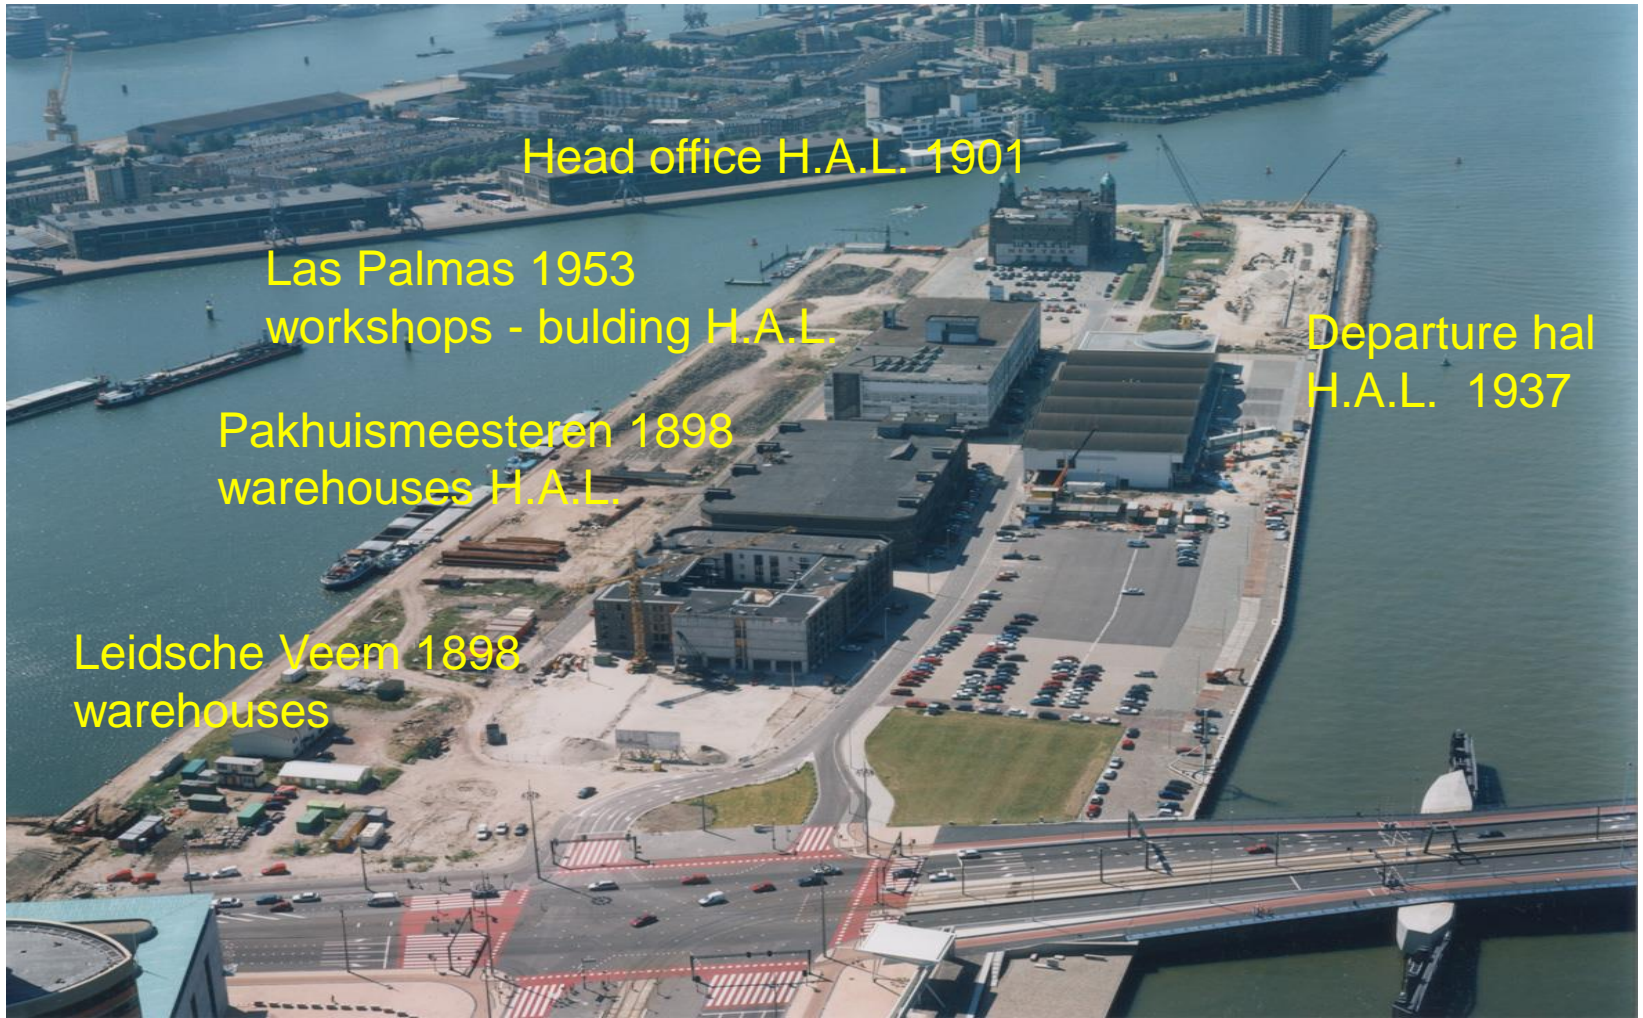 Head office H.A.L. 1901
Las Palmas 1953
workshops - bulding H.A.L.
Departure hal
H.A.L. 1937
Pakhuismeesteren 1898
warehouses H.A.L.
Leidsche Veem 1898
warehouses